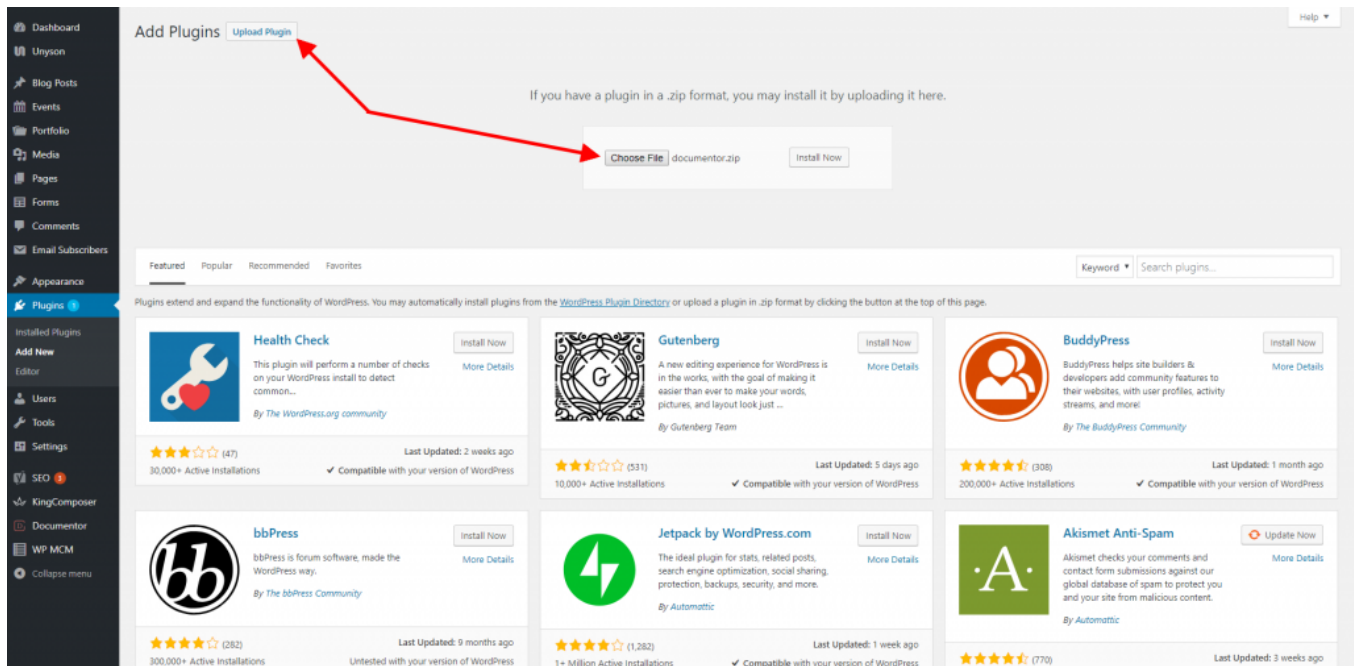 Dashboard
Unyson
Blog Posts
Events
Portfolio
Media
Pages
Forms
Comments
Email Subscribers
Appearance
Plugins 1
Installed Plugins
Add New
Editor
Users
Tools
Settings
SEO 3
KingComposer
Documentor
WP MCM
Collapse menu
Help
Add Plugins Upload Plugin
If you have a plugin in a .zip format, you may install it by uploading it here.
Choose File documentor.zip Install Now
Featured Popular Recommended Favorites Keyword Search plugins...
Plugins extend and expand the functionality of WordPress. You may automatically install plugins from the WordPress Plugin Directory or upload a plugin in .zip format by clicking the button at the top of this page.
Health Check Install Now
This plugin will perform a number of checks More Details
on your WordPress install to detect
common...
By The WordPress.org community
(47) Last Updated: 2 weeks ago
30,000+ Active Installations Compatible with your version of WordPress
G
Gutenberg Install Now
A new editing experience for WordPress is More Details
in the works, with the goal of making it
easier than ever to make your words,
pictures, and layout look just ...
By Gutenberg Team
(531) Last Updated: 5 days ago
10,000+ Active Installations Compatible with your version of WordPress
BuddyPress Install Now
BuddyPress helps site builders & More Details
developers add community features to
their websites, with user profiles, activity
streams, and more!
By The BuddyPress Community
(308) Last Updated: 1 month ago
200,000+ Active Installations Compatible with your version of WordPress
bb
bbPress Install Now
bbPress is forum software, made the More Details
WordPress way.
By The bbPress Community
(282) Last Updated: 9 months ago
300,000+ Active Installations Untested with your version of WordPress
Jetpack by WordPress.com Install Now
The ideal plugin for stats, related posts, More Details
search engine optimization, social sharing,
protection, backups, security, and more.
By Automattic
(1,282) Last Updated: 1 week ago
1+ Million Active Installations Compatible with your version of WordPress
·A·
Akismet Anti-Spam Update Now
Akismet checks your comments and More Details
contact form submissions against our
global database of spam to protect you
and your site from malicious content.
By Automattic
(770) Last Updated: 3 weeks ago